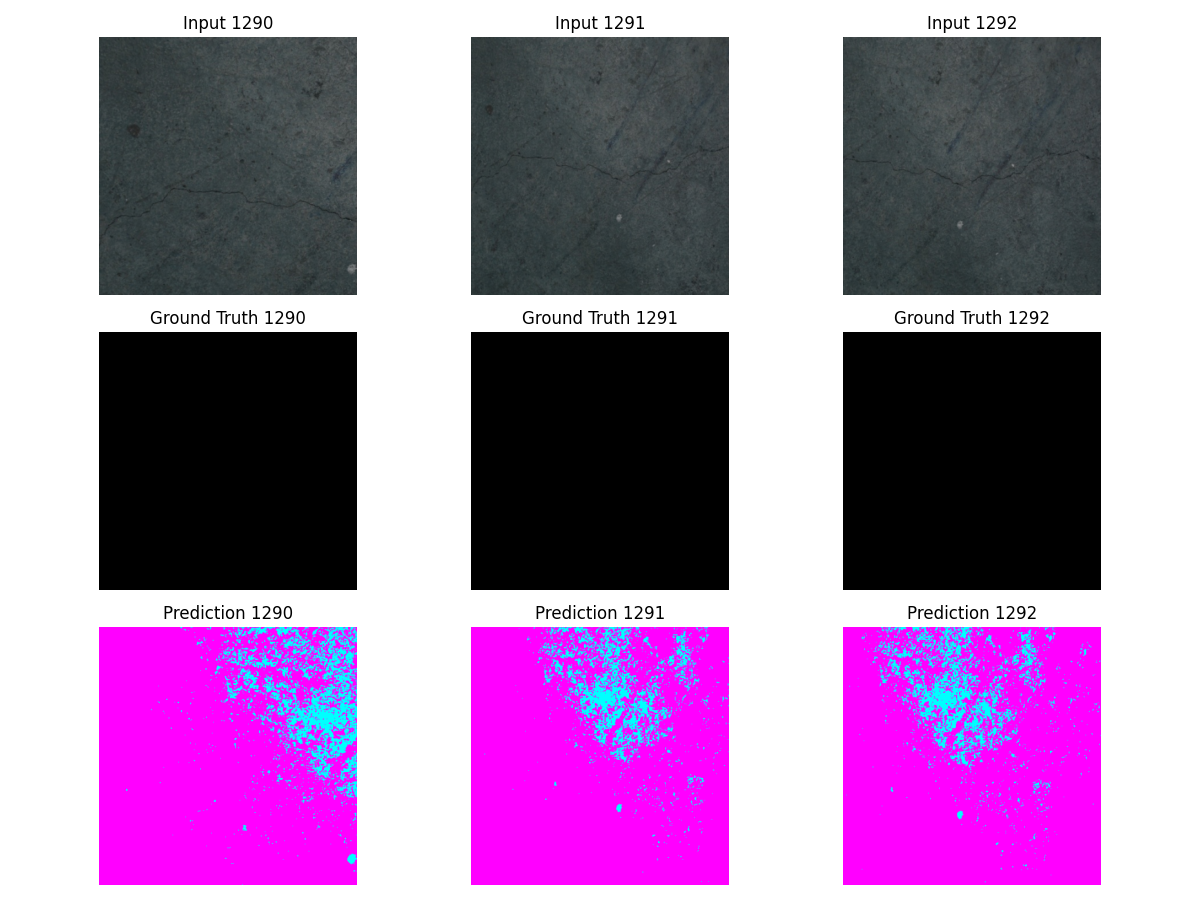 Input 1290
Input 1291
Input 1292
Ground Truth 1290
Ground Truth 1291
Ground Truth 1292
Prediction 1290
Prediction 1291
Prediction 1292